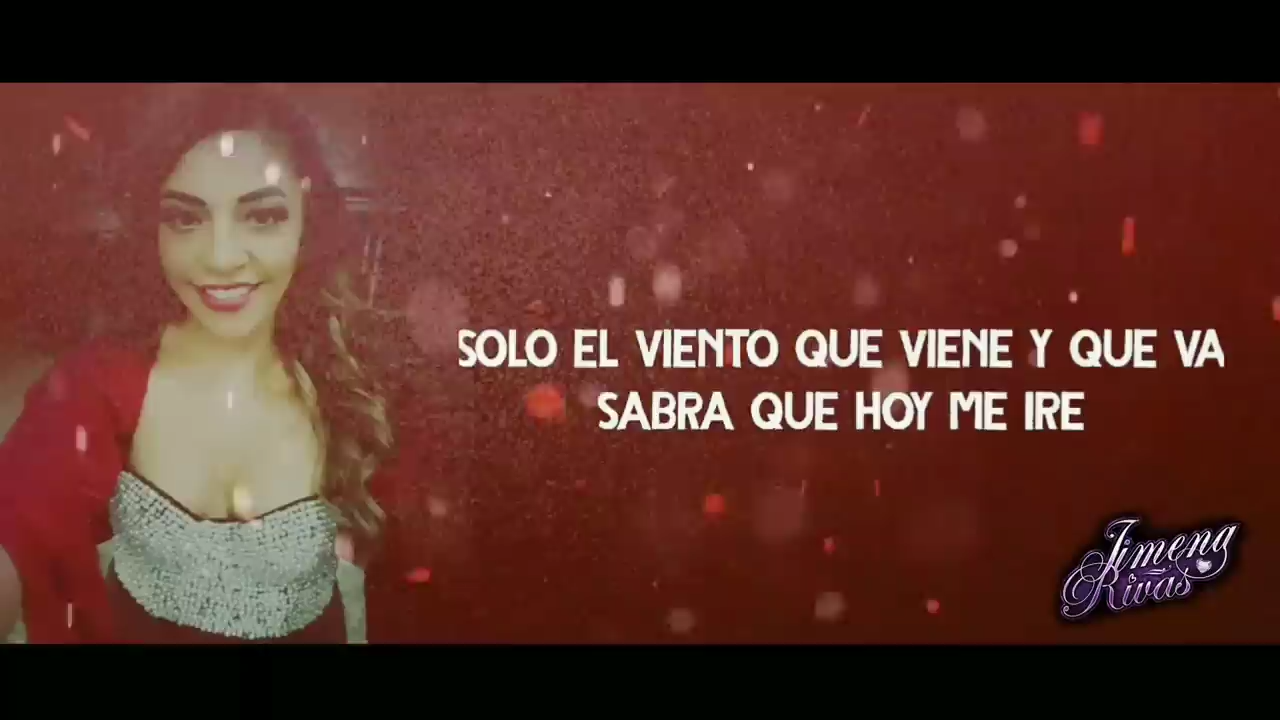 SOLO EL VIENTO QUE VIENE Y QUE VA
SABRA QUE HOY ME IRE
Jimena
Rivas